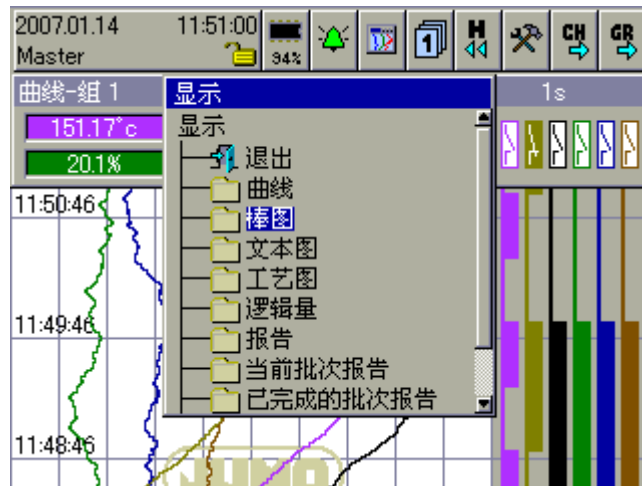 2007.01.14 11:51:00
Master
94%
1
H
CH
GR
曲线-组 1
1s
显示
151.17°c
20.1%
显示
退出
曲线
棒图
文本图
工艺图
逻辑量
报告
当前批次报告
已完成的批次报告
11:50:46
11:49:46
11:48:46